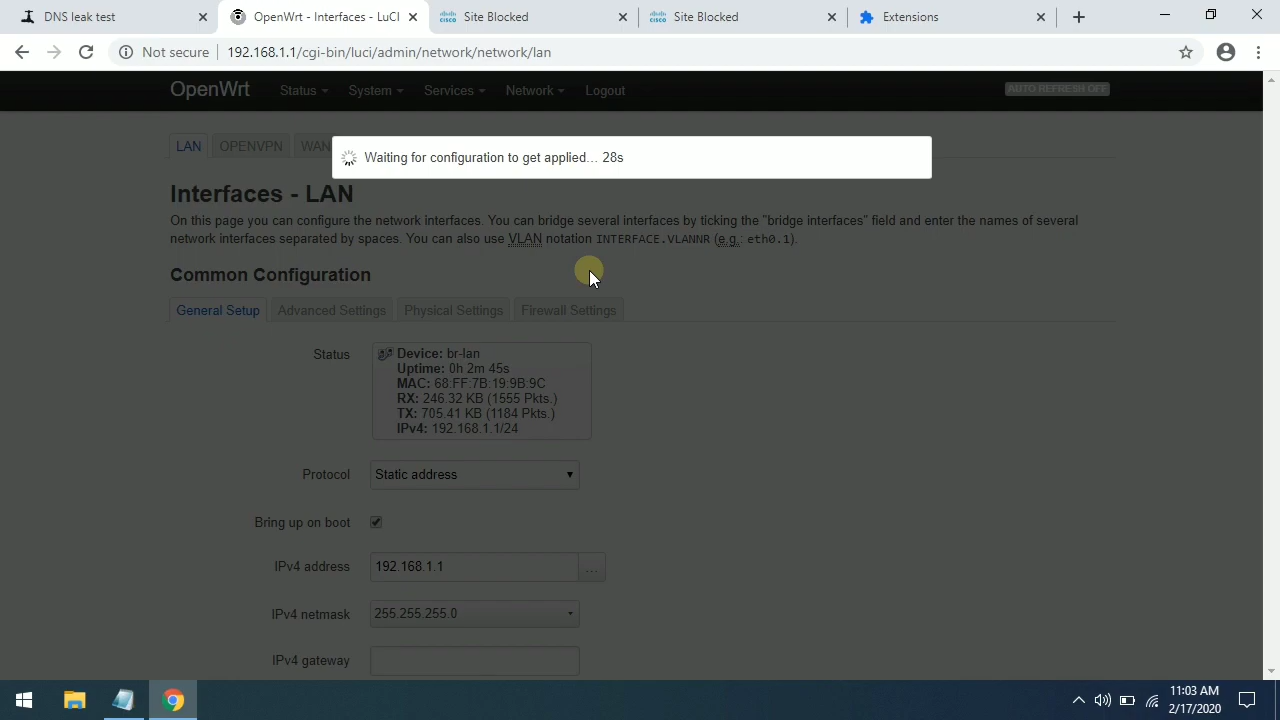 DNS leak test
OpenWrt - Interfaces - LuCI
Site Blocked
Site Blocked
Extensions
Not secure
192.168.1.1/cgi-bin/luci/admin/network/network/lan
OpenWrt
Status
System
Services
Network
Logout
AUTO REFRESH OFF
LAN
OPENVPN
WAN
Waiting for configuration to get applied... 28s
Interfaces - LAN
On this page you can configure the network interfaces. You can bridge several interfaces by ticking the "bridge interfaces" field and enter the names of several
network interfaces separated by spaces. You can also use VLAN notation INTERFACE.VLANNR (e.g.: eth0.1).
Common Configuration
General Setup
Advanced Settings
Physical Settings
Firewall Settings
Status
Device: br-lan
Uptime: 0h 2m 45s
MAC: 68:FF:7B:19:9B:9C
RX: 246.32 KB (1555 Pkts.)
TX: 705.41 KB (1184 Pkts.)
IPv4: 192.168.1.1/24
Protocol
Static address
Bring up on boot
IPv4 address
192.168.1.1
...
IPv4 netmask
255.255.255.0
IPv4 gateway
11:03 AM
2/17/2020